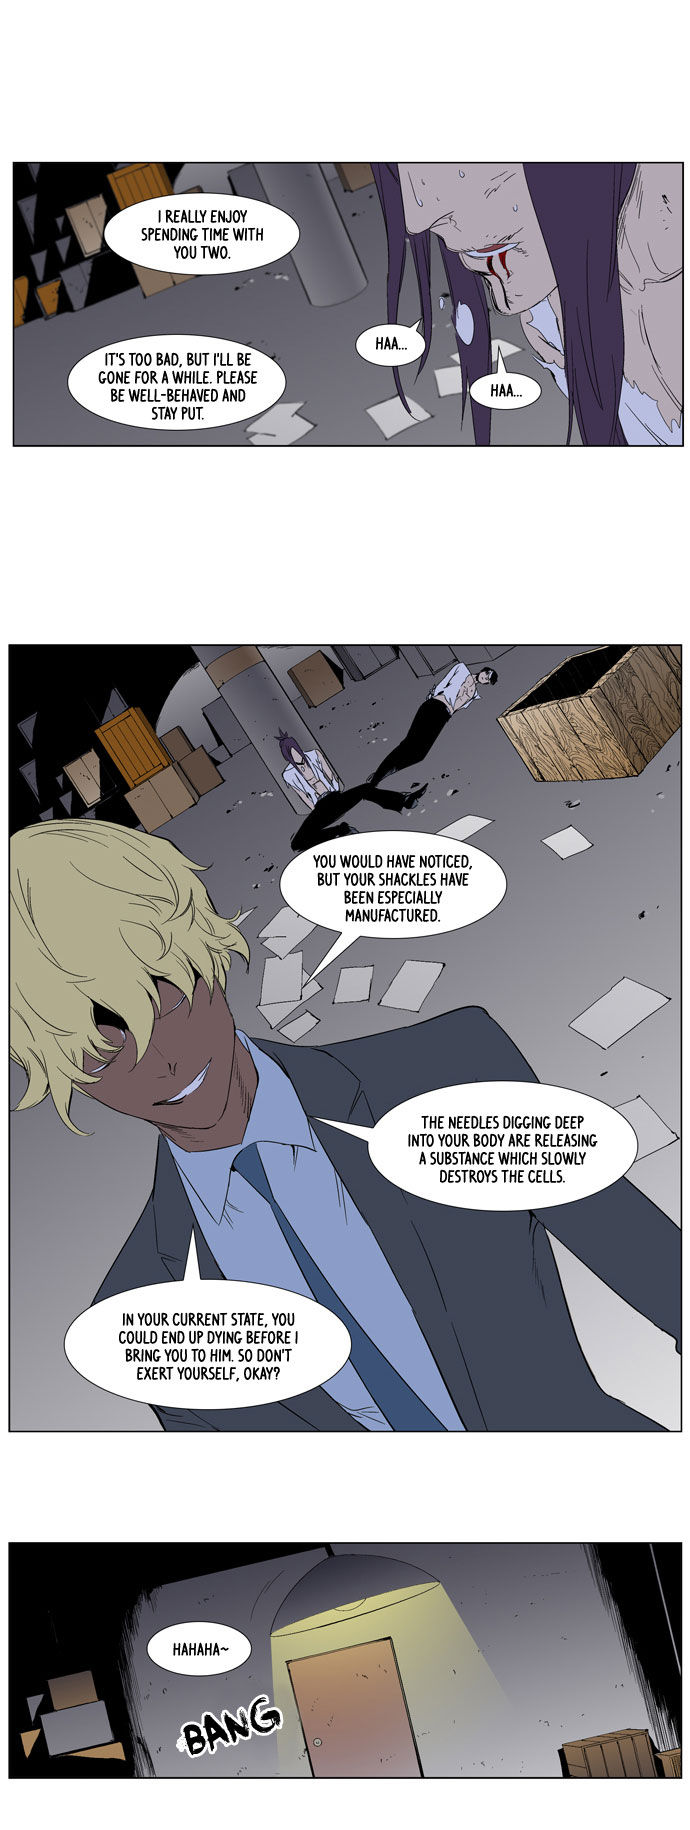 I REALLY ENJOY
SPENDING TIME WITH
YOU TWO.
IT'S TOO BAD, BUT I'LL BE
GONE FOR A WHILE. PLEASE
BE WELL-BEHAVED AND
STAY PUT.
HAA...
HAA...
YOU WOULD HAVE NOTICED,
BUT YOUR SHACKLES HAVE
BEEN ESPECIALLY
MANUFACTURED.
THE NEEDLES DIGGING DEEP
INTO YOUR BODY ARE RELEASING
A SUBSTANCE WHICH SLOWLY
DESTROYS THE CELLS.
IN YOUR CURRENT STATE, YOU
COULD END UP DYING BEFORE I
BRING YOU TO HIM. SO DON'T
EXERT YOURSELF, OKAY?
HAHAHA~
BANG